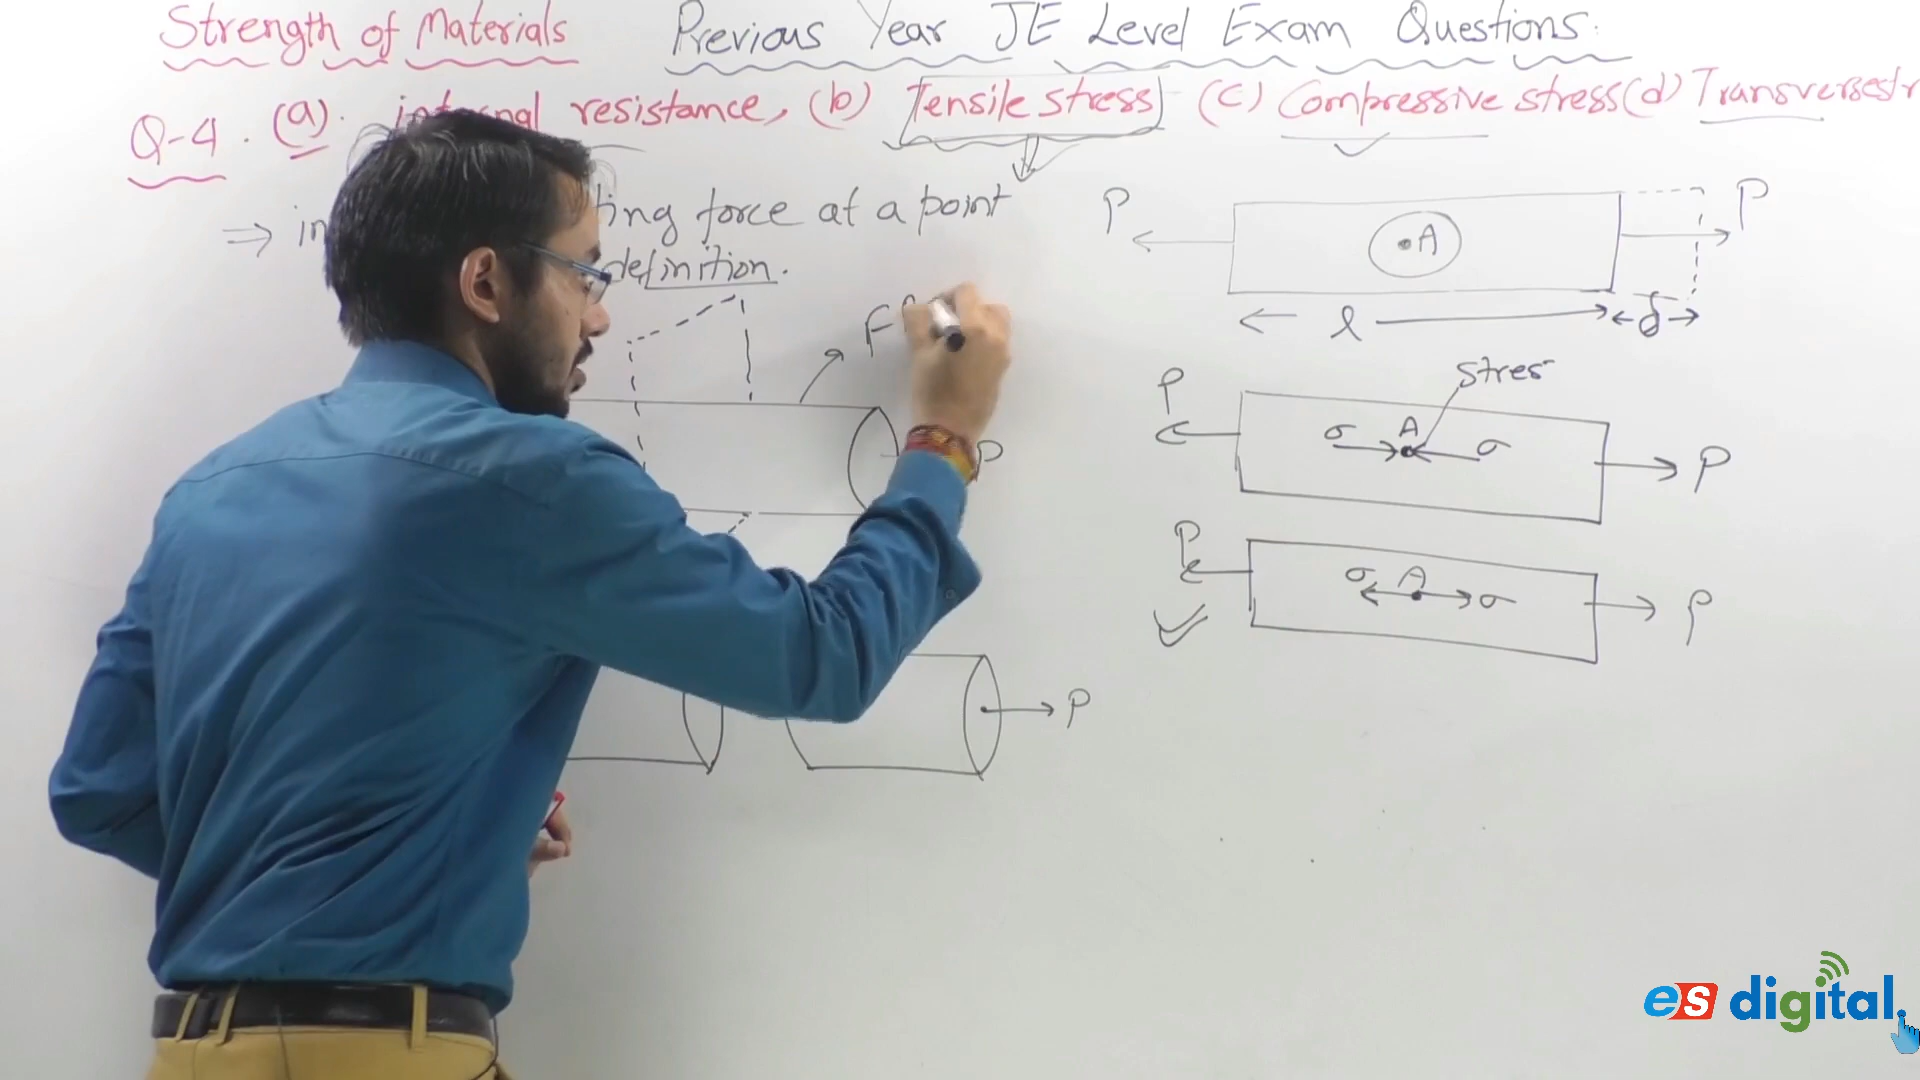 Strength of Materials Previous Year JE Level Exam Questions:
Q-4. (a). internal resistance, (b) Tensile stress (c) Compressive stress (d) Transverse str
⇒ in ting force at a point
definition.
P P
•A
l δ
F
P
P Stres
σ A σ
P
P
σ A σ
P
P
es digital.